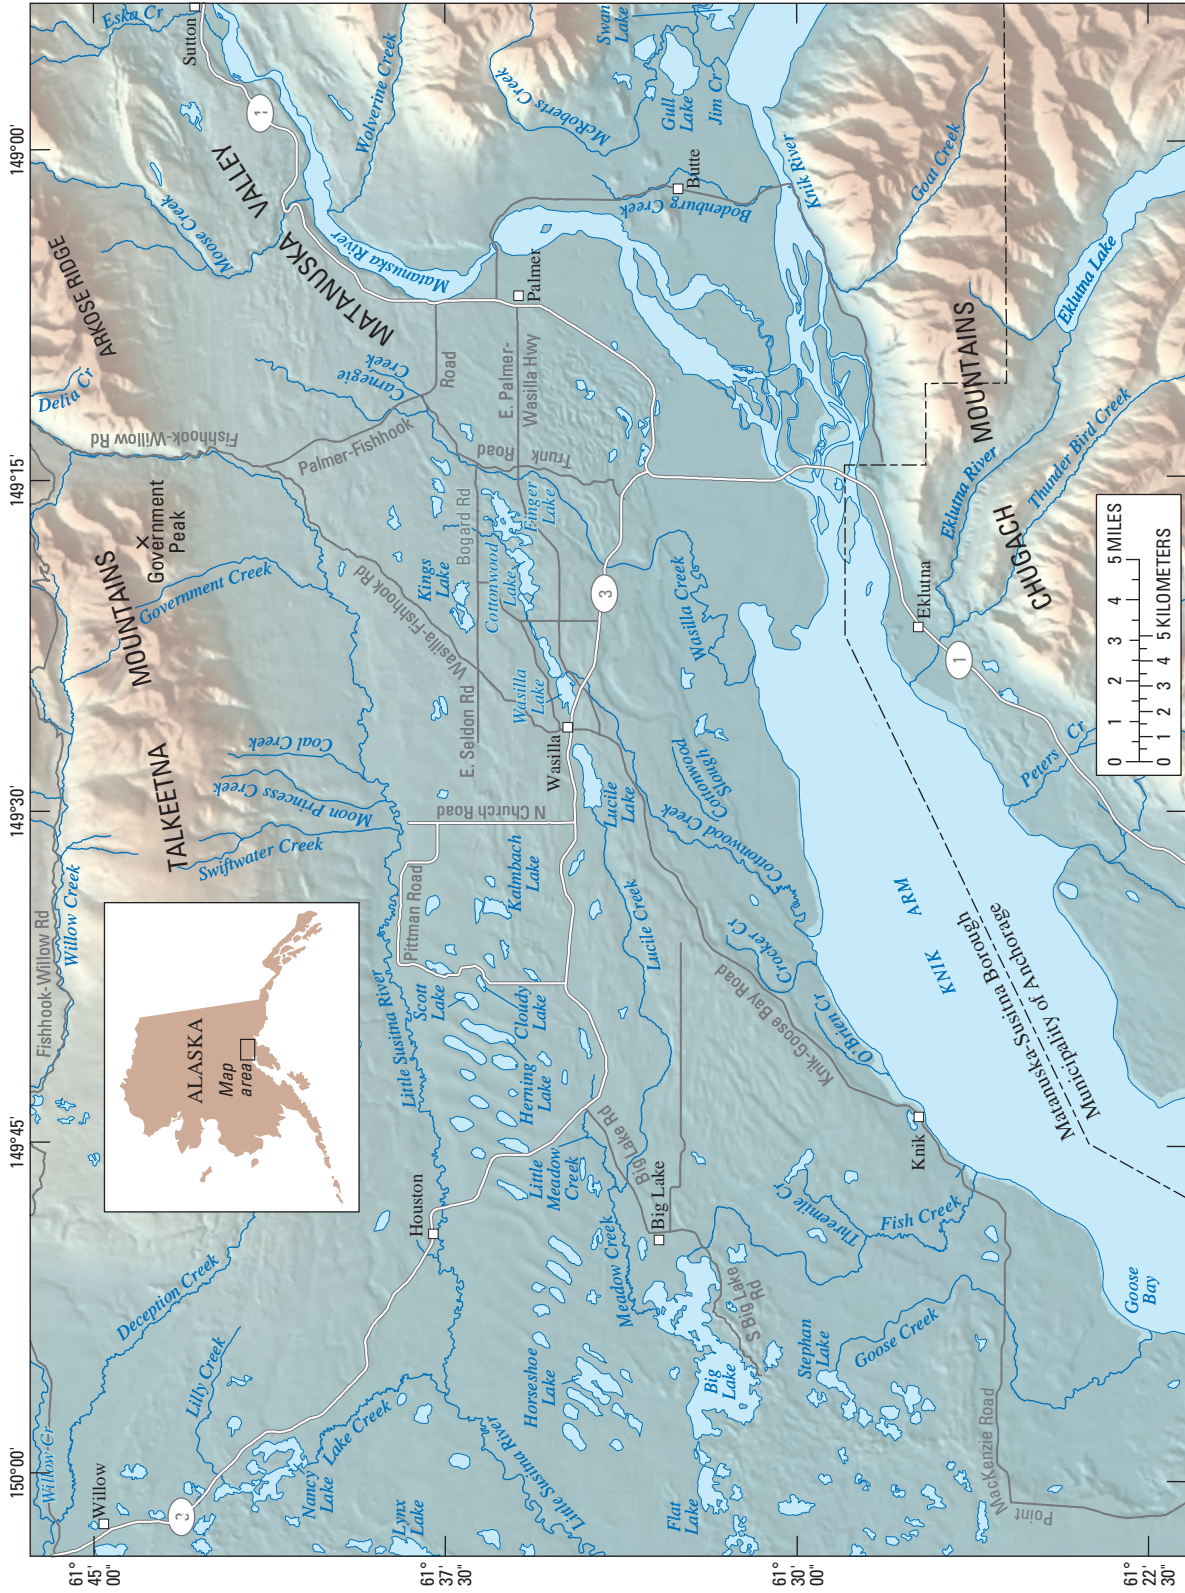 149°00'
149°15'
149°30'
149°45'
150°00'
61°
45'
00"
61°
37'
30"
61°
30'
00"
61°
22'
30"
Willow Cr
Willow
3
Lilly Creek
Deception Creek
Nancy
Lake
Lake Creek
Lynx
Lake
Little Susitna River
Fishhook-Willow Rd
Willow Creek
ALASKA
Map
area
Houston
Little Susitna River
Horseshoe
Lake
Flat
Lake
Big
Lake
Meadow Creek
Little
Meadow
Creek
Big Lake Rd
Big Lake
S Big Lake
Rd
Stephan
Lake
Goose Creek
Threemile Cr
Fish Creek
Point
MacKenzie Road
Goose
Bay
Knik
Knik-Goose Bay Road
O'Brien Cr
Crocker Cr
Herning
Lake
Cloudy
Lake
Scott
Lake
Pittman Road
Kalmbach
Lake
N Church Road
Lucile Creek
Lucile
Lake
TALKEETNA
MOUNTAINS
Swiftwater Creek
Moon Princess Creek
Coal Creek
Government Creek
Government
Peak
Fishhook-Willow Rd
Delia Cr
ARKOSE RIDGE
Moose Creek
Eska Cr
Sutton
1
MATANUSKA
VALLEY
Matanuska River
Wolverine Creek
McRoberts Creek
Swan
Lake
Gull
Lake
Jim Cr
Butte
Bodenburg Creek
Knik River
Palmer
Carnegie
Creek
Palmer-Fishhook
Road
E. Palmer-
Wasilla Hwy
Trunk
Road
Bogard Rd
Wasilla-Fishhook Rd
E. Seldon Rd
Kings
Lake
Cottonwood
Lake
Finger
Lake
Wasilla
Lake
Wasilla
3
Wasilla Creek
Cottonwood
Slough
Cottonwood Creek
KNIK
ARM
Matanuska-Susitna Borough
Municipality of Anchorage
Goat Creek
Eklutna Lake
CHUGACH
MOUNTAINS
Eklutna River
Thunder Bird Creek
Eklutna
1
Peters Cr
0 1 2 3 4 5 MILES
0 1 2 3 4 5 KILOMETERS